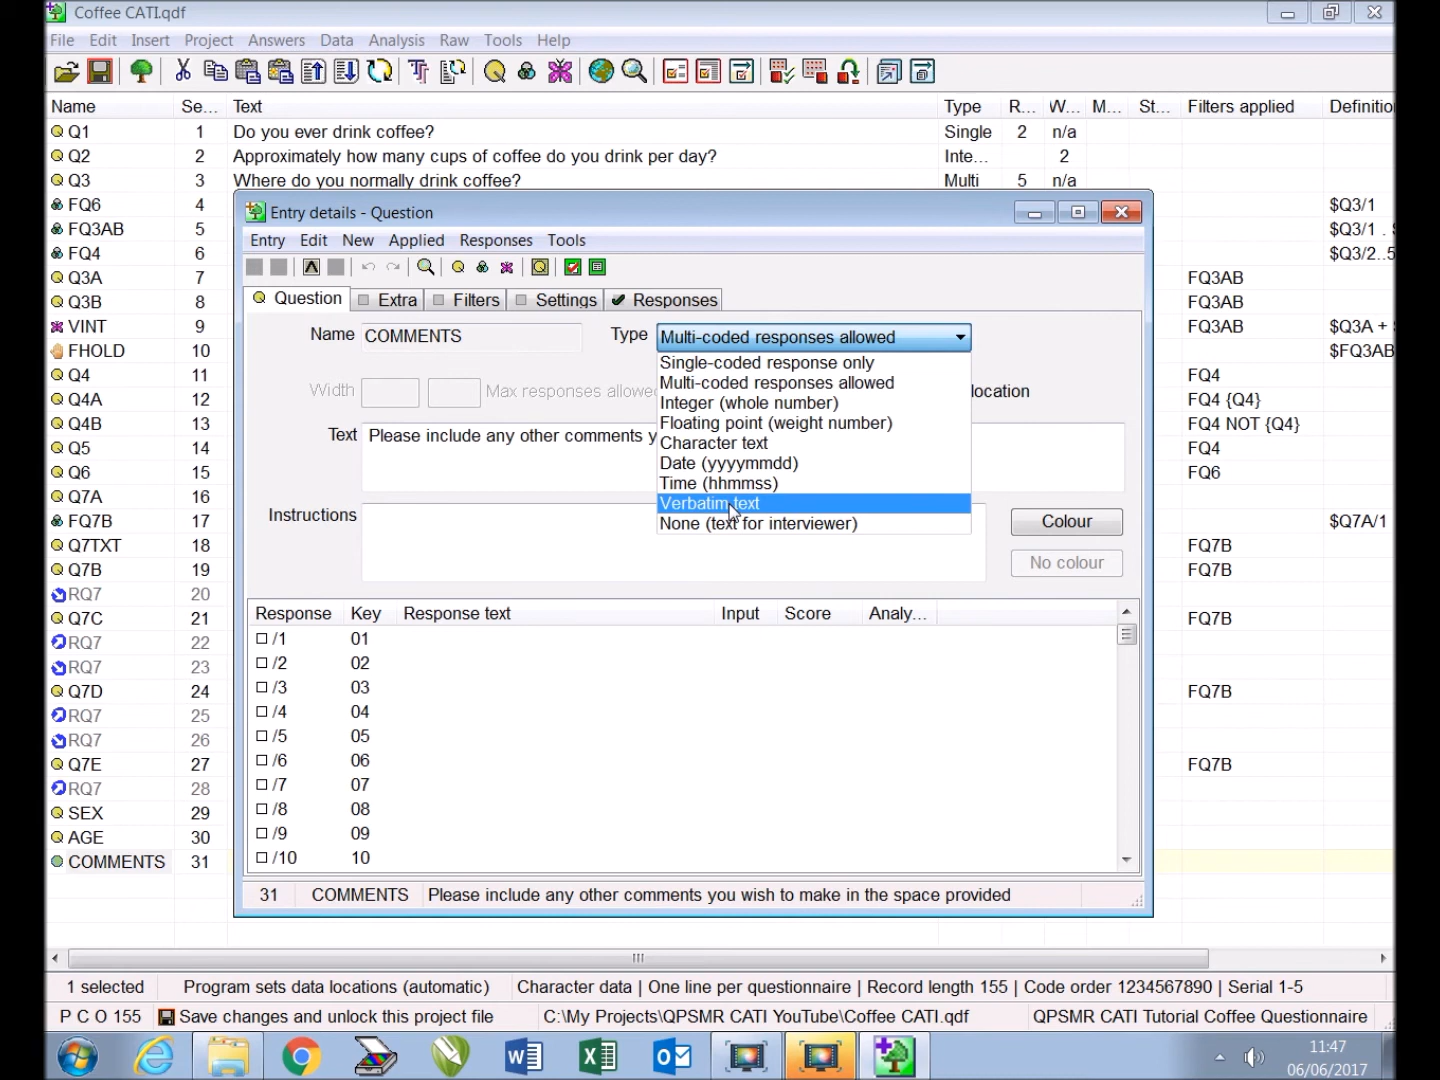 Coffee CATI.qdf
File Edit Insert Project Answers Data Analysis Raw Tools Help
Name Se... Text Type R... W... M... St... Filters applied Definitio
Q1 1 Do you ever drink coffee? Single 2 n/a
Q2 2 Approximately how many cups of coffee do you drink per day? Inte... 2
Q3 3 Where do you normally drink coffee? Multi 5 n/a
FQ6 4 $Q3/1
FQ3AB 5 $Q3/1 .
FQ4 6 $Q3/2..5
Q3A 7 FQ3AB
Q3B 8 FQ3AB
VINT 9 FQ3AB $Q3A +
FHOLD 10 $FQ3AB
Q4 11 FQ4
Q4A 12 FQ4 {Q4}
Q4B 13 FQ4 NOT {Q4}
Q5 14 FQ4
Q6 15 FQ6
Q7A 16
FQ7B 17 $Q7A/1
Q7TXT 18 FQ7B
Q7B 19 FQ7B
RQ7 20
Q7C 21 FQ7B
RQ7 22
RQ7 23
Q7D 24 FQ7B
RQ7 25
RQ7 26
Q7E 27 FQ7B
RQ7 28
SEX 29
AGE 30
COMMENTS 31
Entry details - Question
Entry Edit New Applied Responses Tools
Question Extra Filters Settings Responses
Name COMMENTS Type Multi-coded responses allowed
Single-coded response only
Multi-coded responses allowed
Integer (whole number)
Floating point (weight number)
Character text
Date (yyyymmdd)
Time (hhmmss)
Verbatim text
None (text for interviewer)
Width Max responses allowe location
Text Please include any other comments y
Instructions Colour
No colour
Response Key Response text Input Score Analy...
/1 01
/2 02
/3 03
/4 04
/5 05
/6 06
/7 07
/8 08
/9 09
/10 10
31 COMMENTS Please include any other comments you wish to make in the space provided
1 selected Program sets data locations (automatic) Character data | One line per questionnaire | Record length 155 | Code order 1234567890 | Serial 1-5
P C O 155 Save changes and unlock this project file C:\My Projects\QPSMR CATI YouTube\Coffee CATI.qdf QPSMR CATI Tutorial Coffee Questionnaire
11:47
06/06/2017